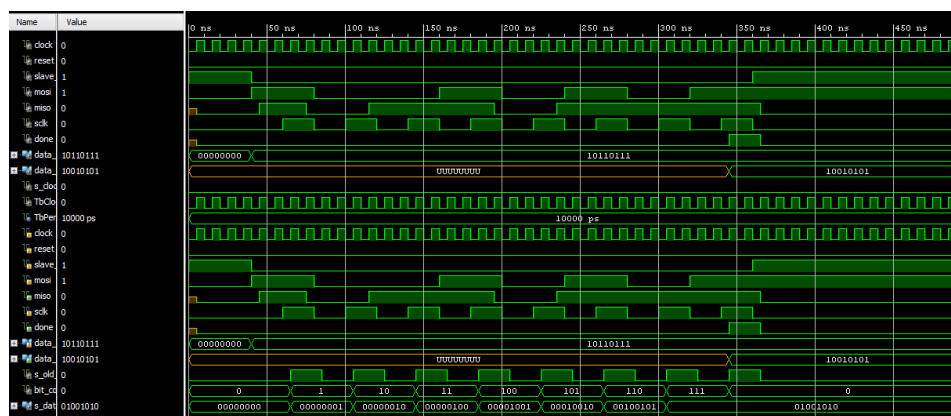 Name Value 0 ns 50 ns 100 ns 150 ns 200 ns 250 ns 300 ns 350 ns 400 ns 450 ns
clock 0
reset 0
slave_ 1
mosi 1
miso 0
sclk 0
done 0
data_ 10110111 00000000 10110111
data_ 10010101 UUUUUUUU 10010101
s_cloc 0
TbClo 0
TbPer 10000 ps 10000 ps
clock 0
reset 0
slave_ 1
mosi 1
miso 0
sclk 0
done 0
data_ 10110111 00000000 10110111
data_ 10010101 UUUUUUUU 10010101
s_old_ 0
bit_co 0 0 1 10 11 100 101 110 111 0
s_dat 01001010 00000000 00000001 00000010 00000100 00001001 00010010 00100101 01001010